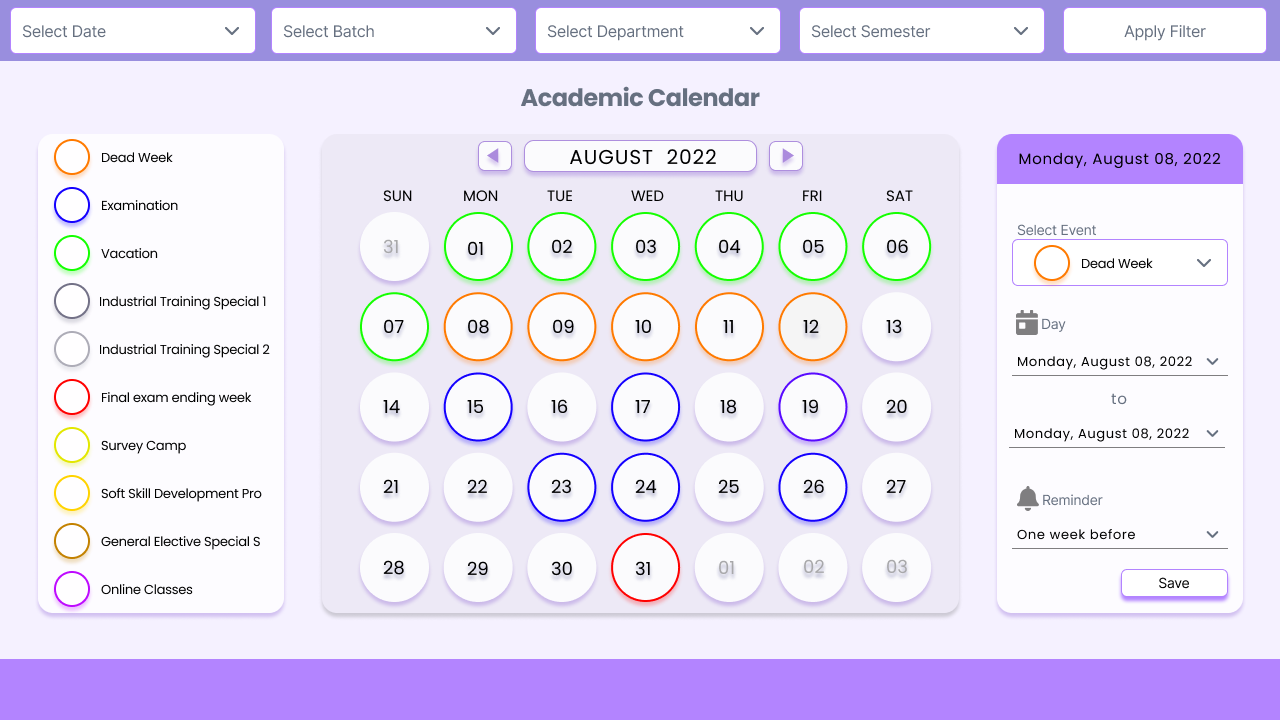 Select Date
Select Batch
Select Department
Select Semester
Apply Filter
Academic Calendar
Dead Week
Examination
Vacation
Industrial Training Special 1
Industrial Training Special 2
Final exam ending week
Survey Camp
Soft Skill Development Pro
General Elective Special S
Online Classes
AUGUST 2022
SUN MON TUE WED THU FRI SAT
31 01 02 03 04 05 06
07 08 09 10 11 12 13
14 15 16 17 18 19 20
21 22 23 24 25 26 27
28 29 30 31 01 02 03
Monday, August 08, 2022
Select Event
Dead Week
Day
Monday, August 08, 2022
to
Monday, August 08, 2022
Reminder
One week before
Save